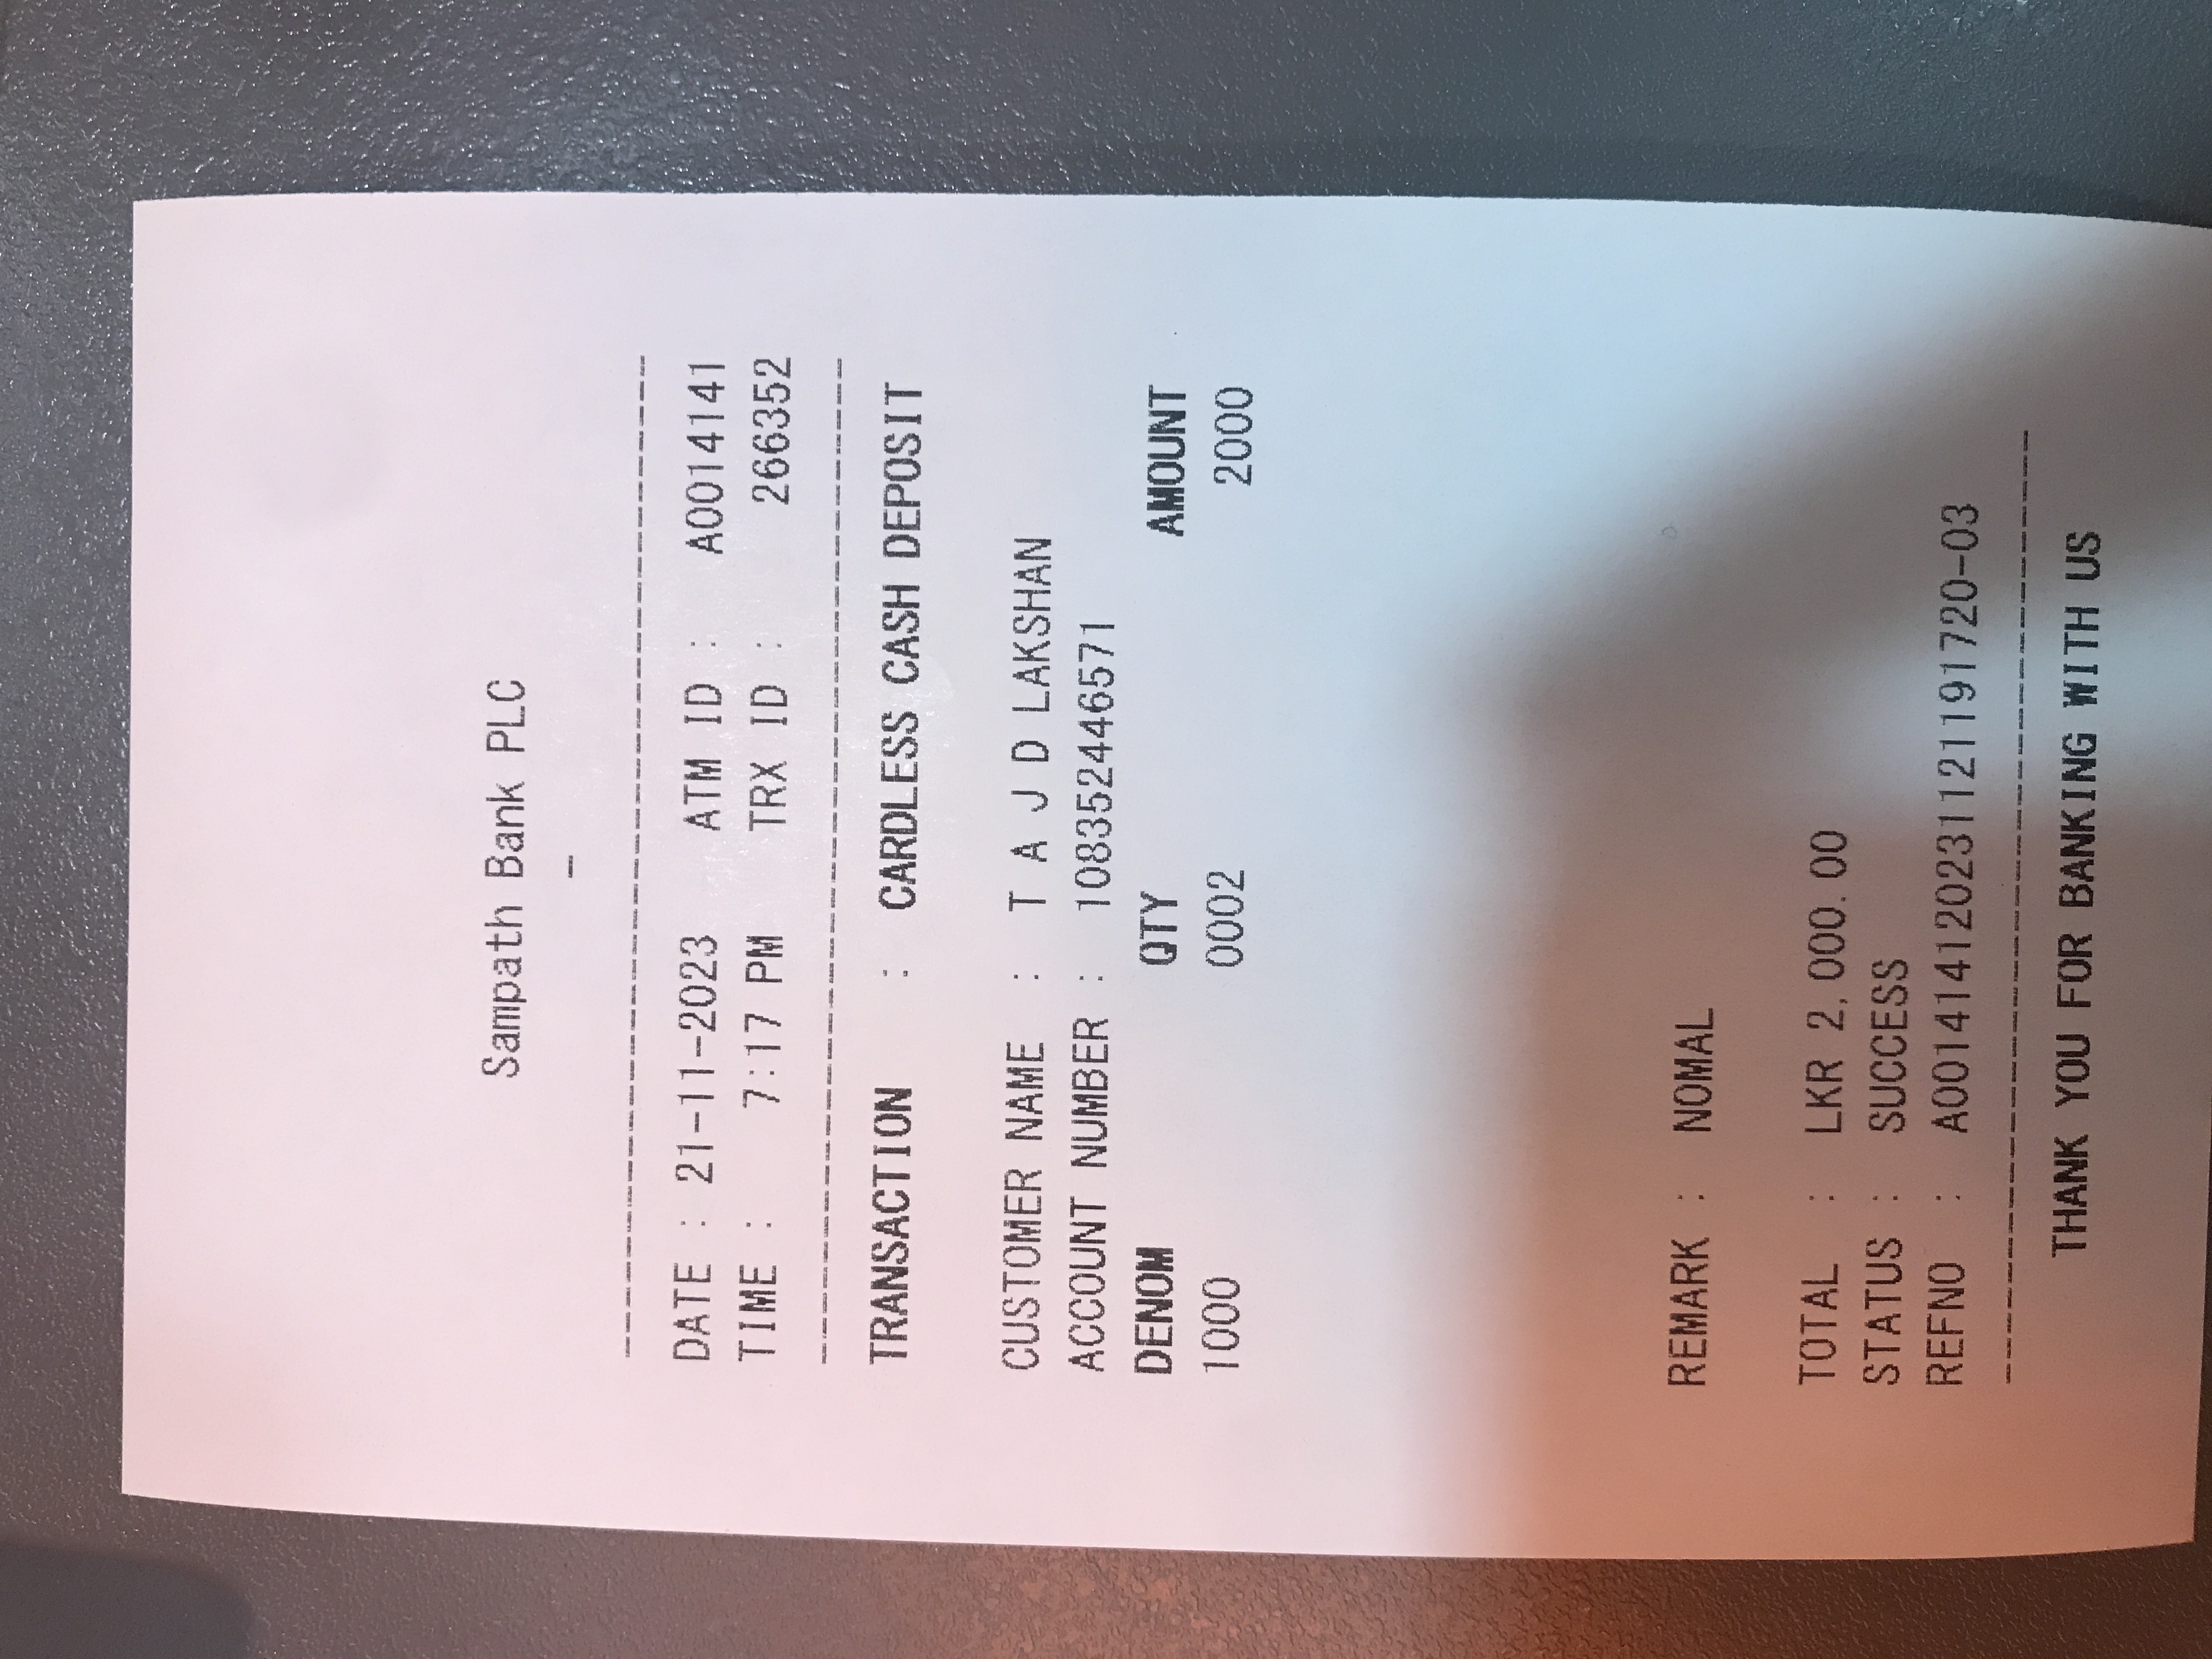 Sampath Bank PLC
-
--------------------------------------------------
DATE : 21-11-2023 ATM ID : A0014141
TIME : 7:17 PM TRX ID : 266352
--------------------------------------------------
TRANSACTION : CARDLESS CASH DEPOSIT
CUSTOMER NAME : T A J D LAKSHAN
ACCOUNT NUMBER : 108352446571
DENOM QTY AMOUNT
1000 0002 2000
REMARK : NOMAL
TOTAL : LKR 2,000.00
STATUS : SUCCESS
REFNO : A001414120231121191720-03
--------------------------------------------------
THANK YOU FOR BANKING WITH US